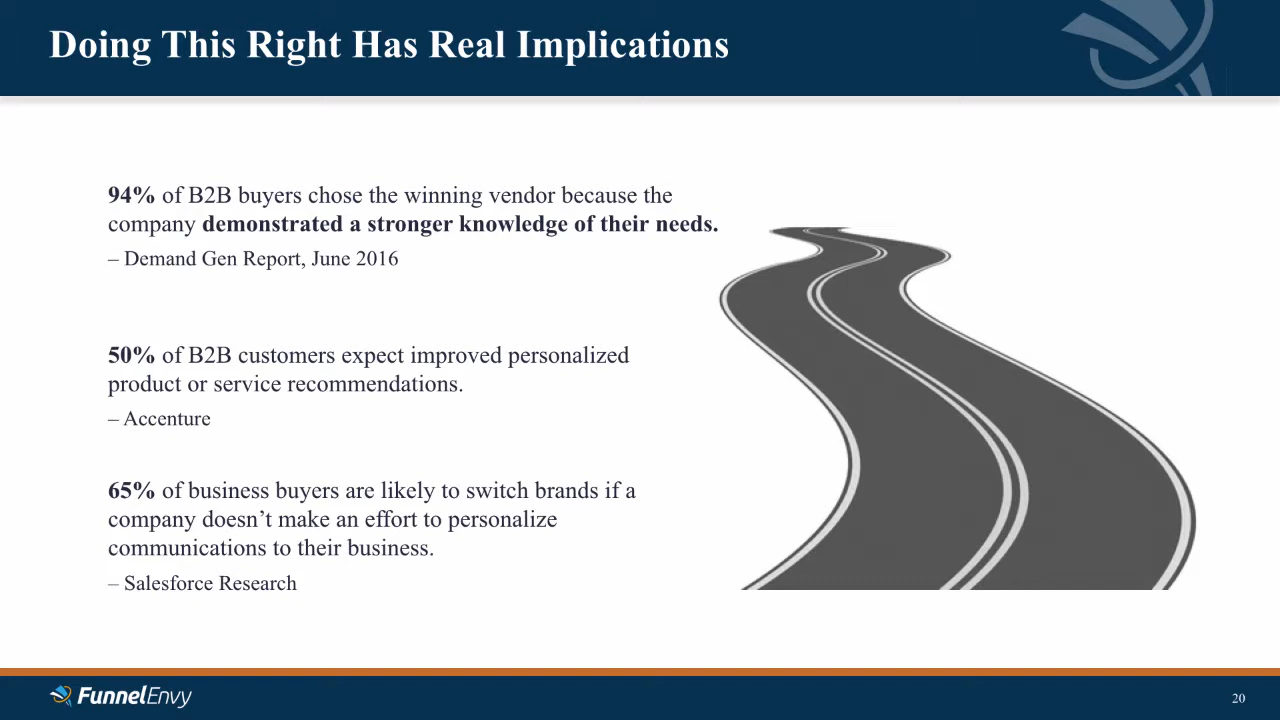 Doing This Right Has Real Implications
94% of B2B buyers chose the winning vendor because the
company demonstrated a stronger knowledge of their needs.
– Demand Gen Report, June 2016
50% of B2B customers expect improved personalized
product or service recommendations.
– Accenture
65% of business buyers are likely to switch brands if a
company doesn’t make an effort to personalize
communications to their business.
– Salesforce Research
FunnelEnvy
20